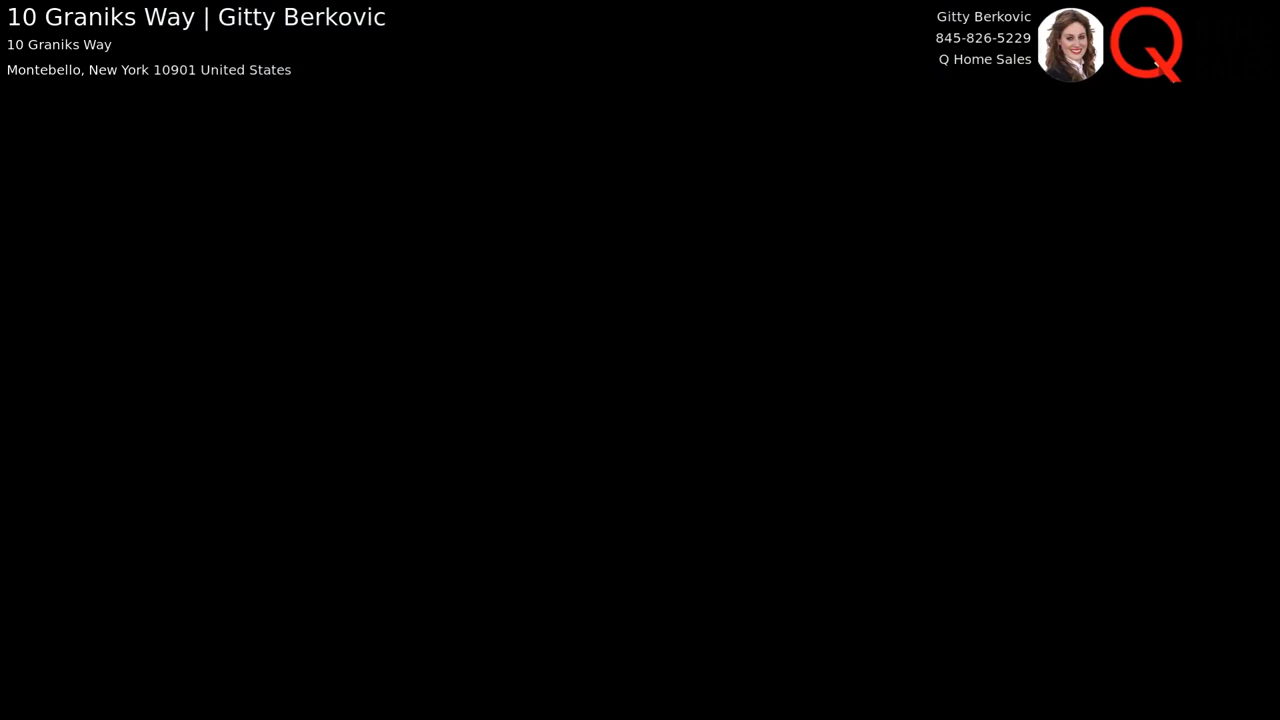 10 Graniks Way | Gitty Berkovic
10 Graniks Way
Montebello, New York 10901 United States
Gitty Berkovic
845-826-5229
Q Home Sales
Q